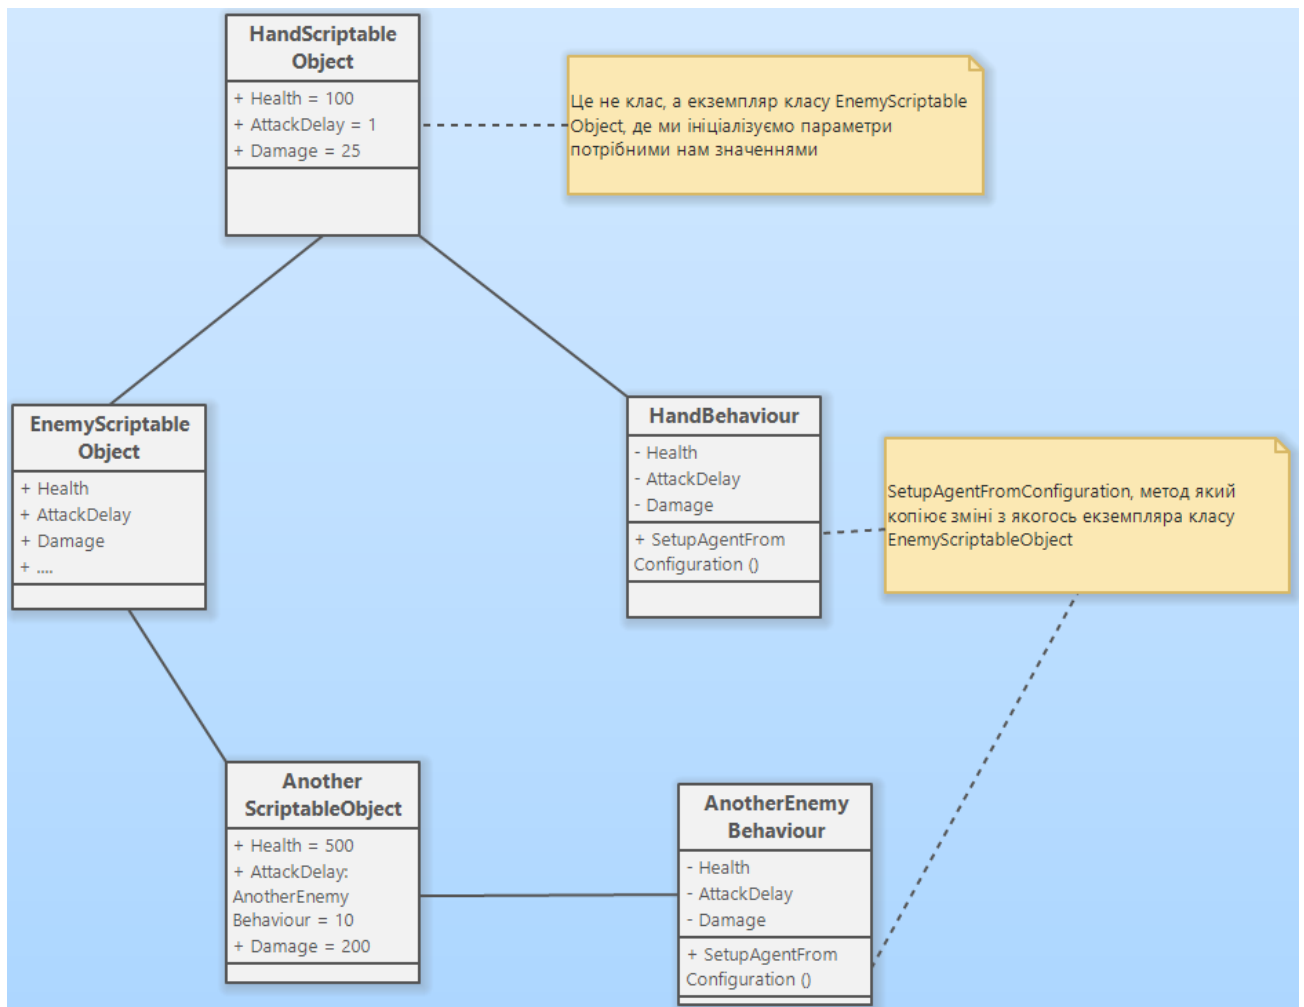 HandScriptable
Object
+ Health = 100
+ AttackDelay = 1
+ Damage = 25
Це не клас, а екземпляр класу EnemyScriptable
Object, де ми ініціалізуємо параметри
потрібними нам значеннями
EnemyScriptable
Object
+ Health
+ AttackDelay
+ Damage
+ ....
HandBehaviour
- Health
- AttackDelay
- Damage
+ SetupAgentFrom
Configuration ()
SetupAgentFromConfiguration, метод який
копіює зміні з якогось екземпляра класу
EnemyScriptableObject
Another
ScriptableObject
+ Health = 500
+ AttackDelay:
AnotherEnemy
Behaviour = 10
+ Damage = 200
AnotherEnemy
Behaviour
- Health
- AttackDelay
- Damage
+ SetupAgentFrom
Configuration ()